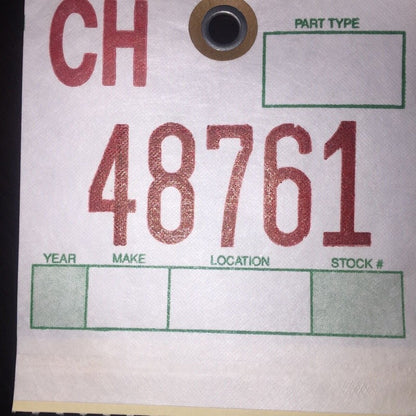 CH
PART TYPE
48761
YEAR MAKE LOCATION STOCK #